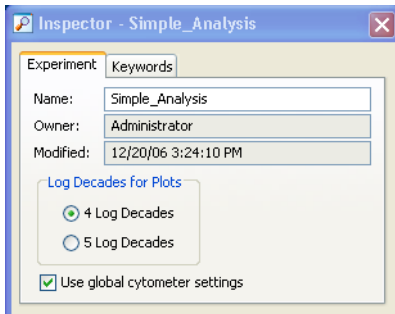 Inspector - Simple_Analysis
Experiment Keywords
Name: Simple_Analysis
Owner: Administrator
Modified: 12/20/06 3:24:10 PM
Log Decades for Plots
4 Log Decades
5 Log Decades
Use global cytometer settings